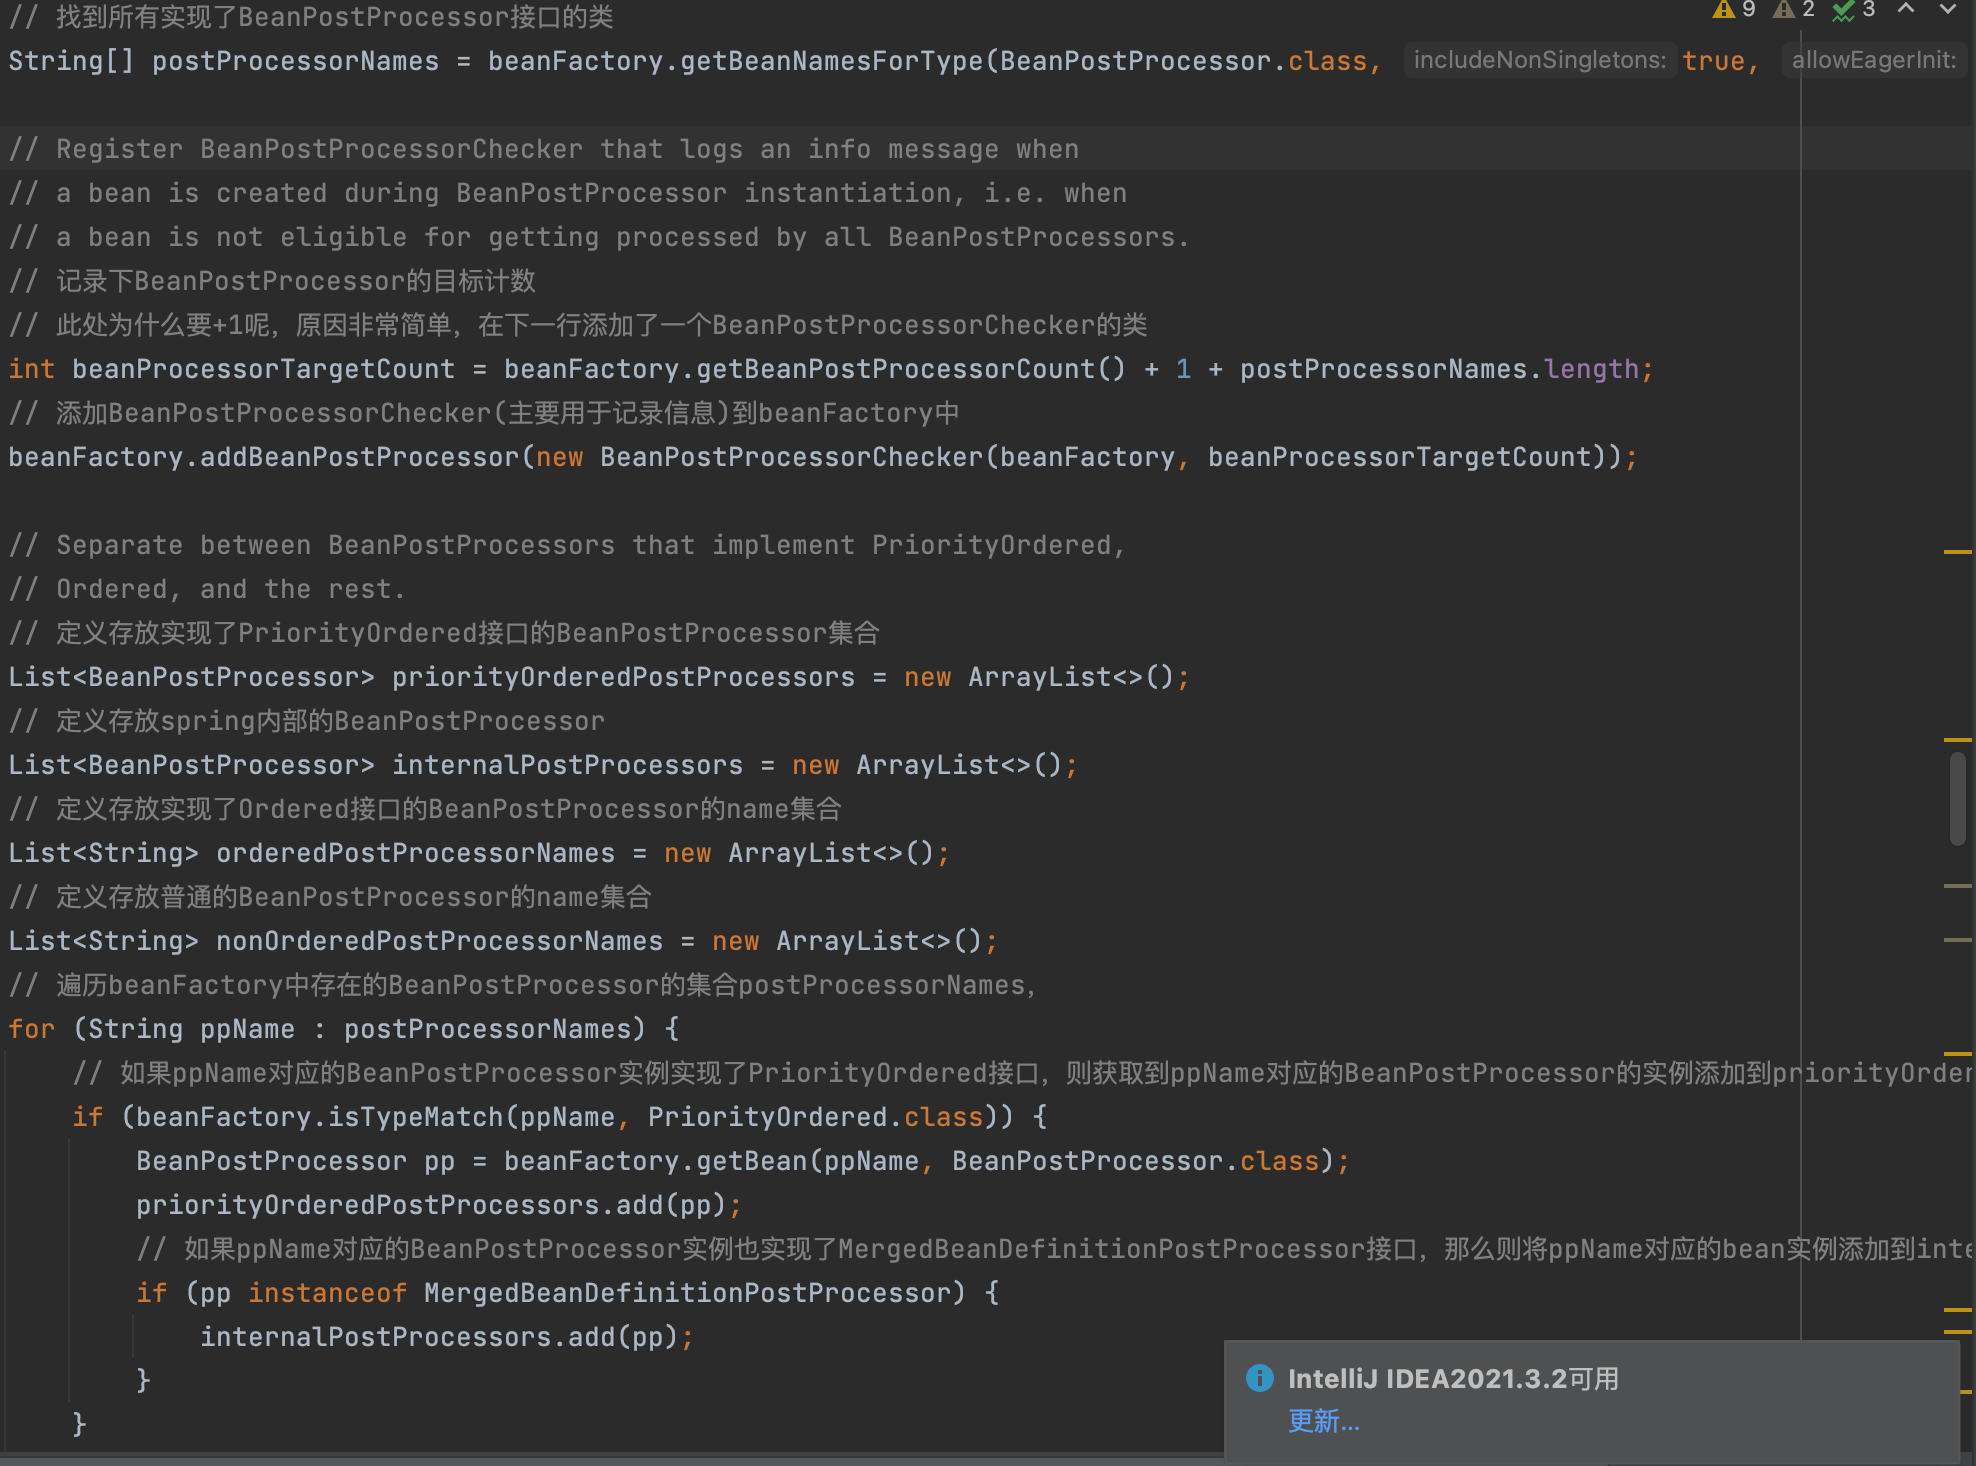 9 2 3
// 找到所有实现了BeanPostProcessor接口的类
String[] postProcessorNames = beanFactory.getBeanNamesForType(BeanPostProcessor.class, includeNonSingletons: true, allowEagerInit:
// Register BeanPostProcessorChecker that logs an info message when
// a bean is created during BeanPostProcessor instantiation, i.e. when
// a bean is not eligible for getting processed by all BeanPostProcessors.
// 记录下BeanPostProcessor的目标计数
// 此处为什么要+1呢，原因非常简单，在下一行添加了一个BeanPostProcessorChecker的类
int beanProcessorTargetCount = beanFactory.getBeanPostProcessorCount() + 1 + postProcessorNames.length;
// 添加BeanPostProcessorChecker(主要用于记录信息)到beanFactory中
beanFactory.addBeanPostProcessor(new BeanPostProcessorChecker(beanFactory, beanProcessorTargetCount));
// Separate between BeanPostProcessors that implement PriorityOrdered,
// Ordered, and the rest.
// 定义存放实现了PriorityOrdered接口的BeanPostProcessor集合
List<BeanPostProcessor> priorityOrderedPostProcessors = new ArrayList<>();
// 定义存放spring内部的BeanPostProcessor
List<BeanPostProcessor> internalPostProcessors = new ArrayList<>();
// 定义存放实现了Ordered接口的BeanPostProcessor的name集合
List<String> orderedPostProcessorNames = new ArrayList<>();
// 定义存放普通的BeanPostProcessor的name集合
List<String> nonOrderedPostProcessorNames = new ArrayList<>();
// 遍历beanFactory中存在的BeanPostProcessor的集合postProcessorNames，
for (String ppName : postProcessorNames) {
// 如果ppName对应的BeanPostProcessor实例实现了PriorityOrdered接口，则获取到ppName对应的BeanPostProcessor的实例添加到priorityOrder
if (beanFactory.isTypeMatch(ppName, PriorityOrdered.class)) {
BeanPostProcessor pp = beanFactory.getBean(ppName, BeanPostProcessor.class);
priorityOrderedPostProcessors.add(pp);
// 如果ppName对应的BeanPostProcessor实例也实现了MergedBeanDefinitionPostProcessor接口，那么则将ppName对应的bean实例添加到inte
if (pp instanceof MergedBeanDefinitionPostProcessor) {
internalPostProcessors.add(pp);
}
}
IntelliJ IDEA2021.3.2可用
更新...